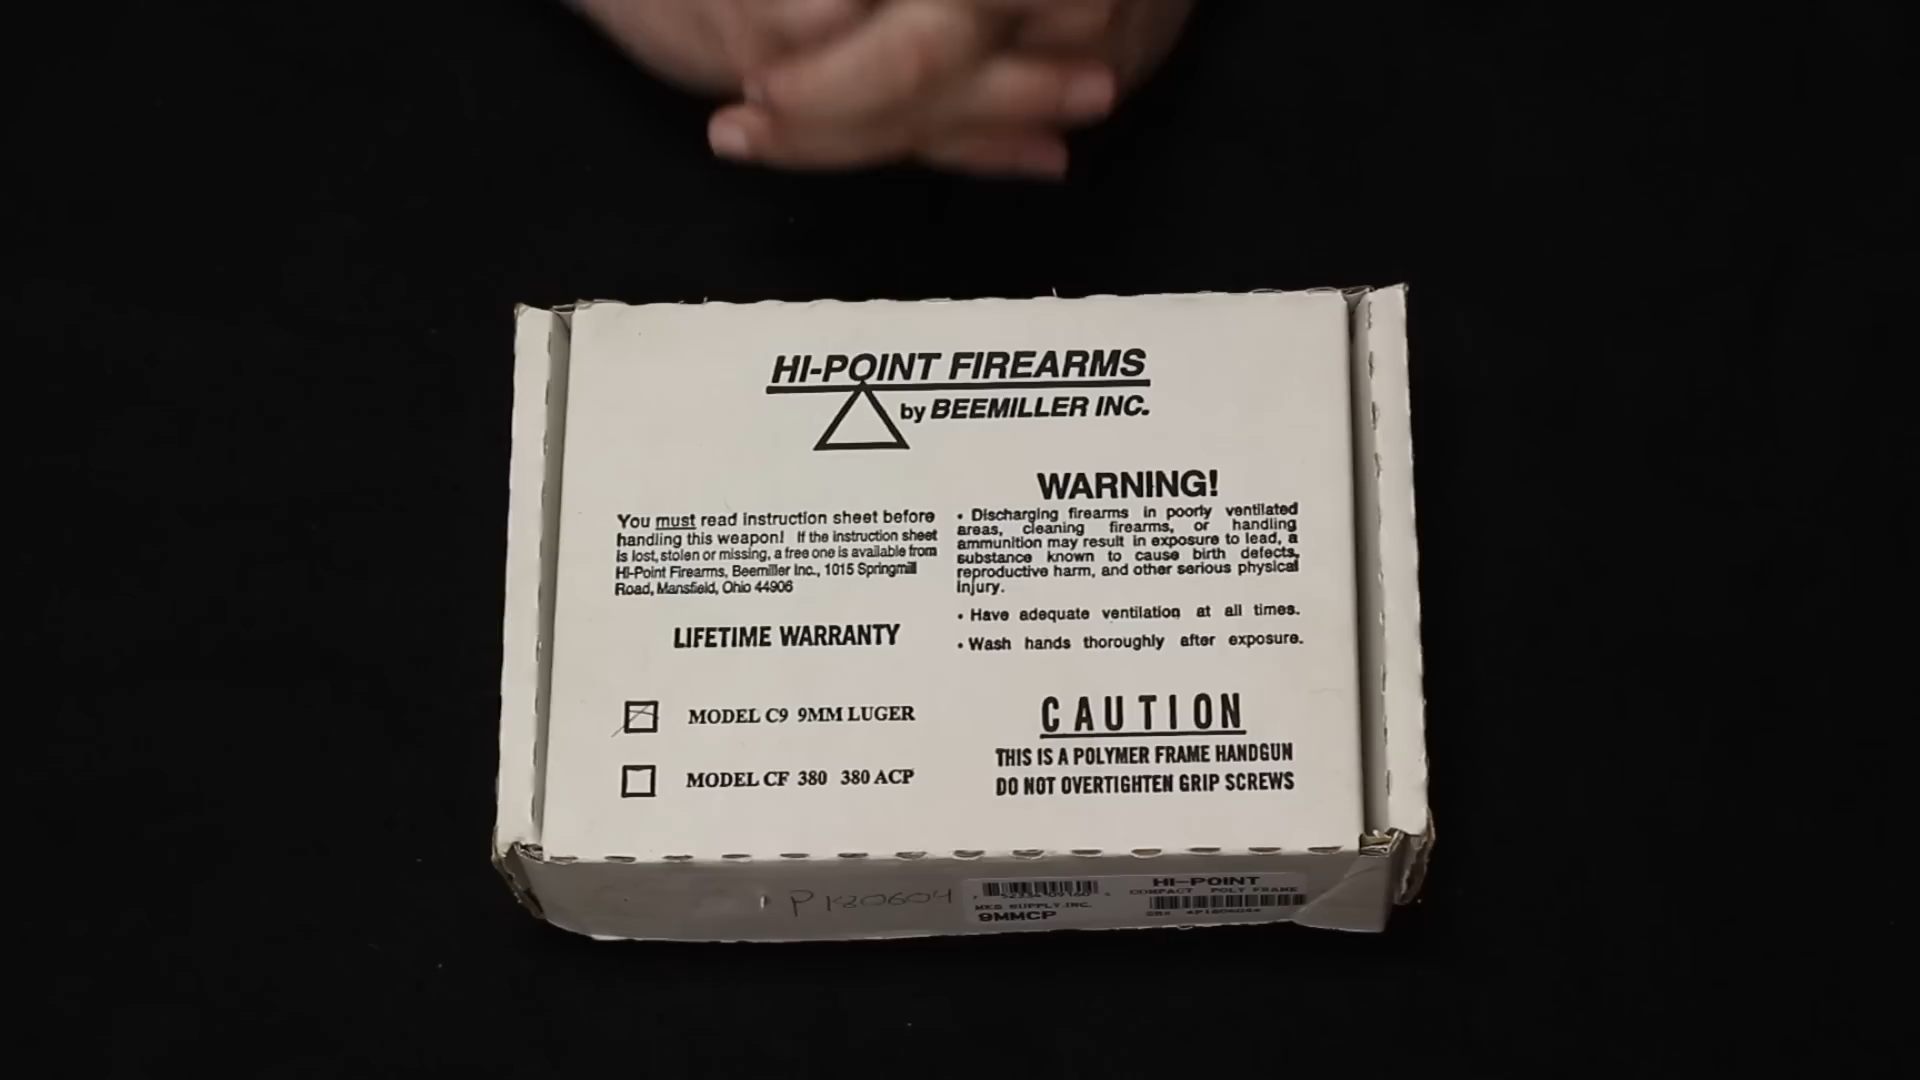 HI-POINT FIREARMS
by BEEMILLER INC.
You must read instruction sheet before
handling this weapon! If the instruction sheet
is lost, stolen or missing, a free one is available from
Hi-Point Firearms, Beemiller Inc., 1015 Springmill
Road, Mansfield, Ohio 44906
LIFETIME WARRANTY
MODEL C9 9MM LUGER
MODEL CF 380 380 ACP
WARNING!
• Discharging firearms in poorly ventilated
areas, cleaning firearms, or handling
ammunition may result in exposure to lead, a
substance known to cause birth defects,
reproductive harm, and other serious physical
injury.
• Have adequate ventilation at all times.
• Wash hands thoroughly after exposure.
CAUTION
THIS IS A POLYMER FRAME HANDGUN
DO NOT OVERTIGHTEN GRIP SCREWS
P180604
MKS SUPPLY.INC.
9MMCP
HI-POINT
COMPACT POLY FRAME